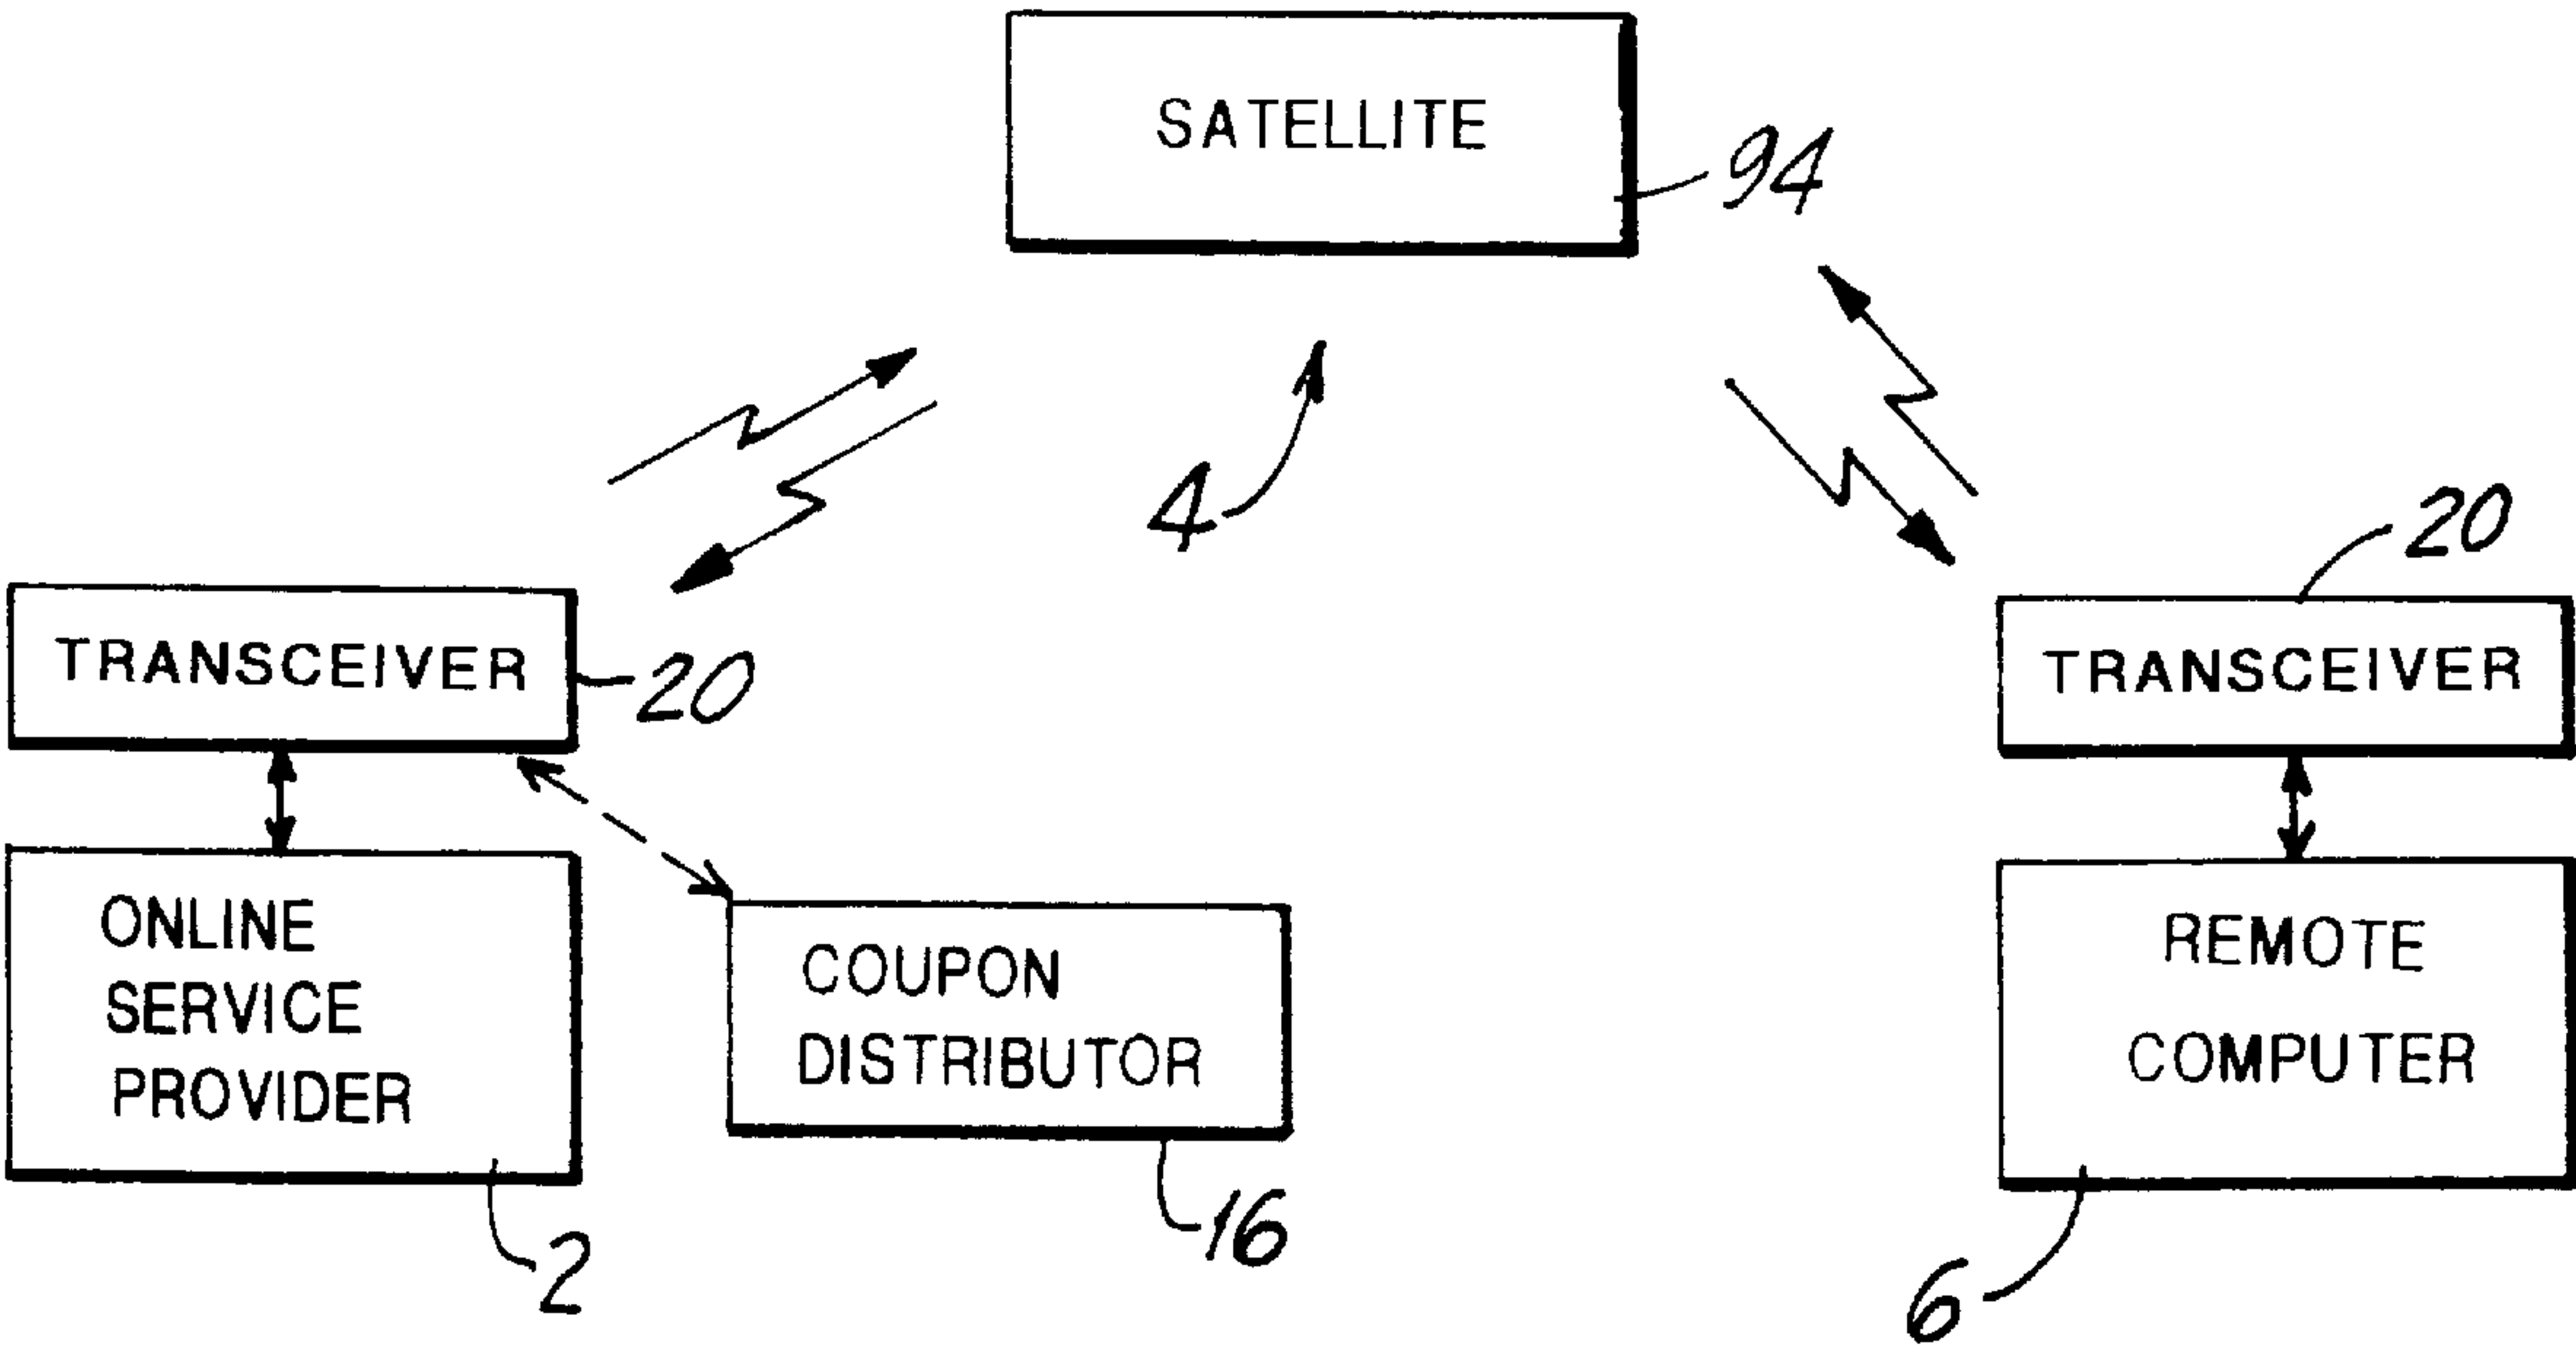 SATELLITE
94
4
20
TRANSCEIVER
20
TRANSCEIVER
ONLINE
SERVICE
PROVIDER
COUPON
DISTRIBUTOR
REMOTE
COMPUTER
2
16
6